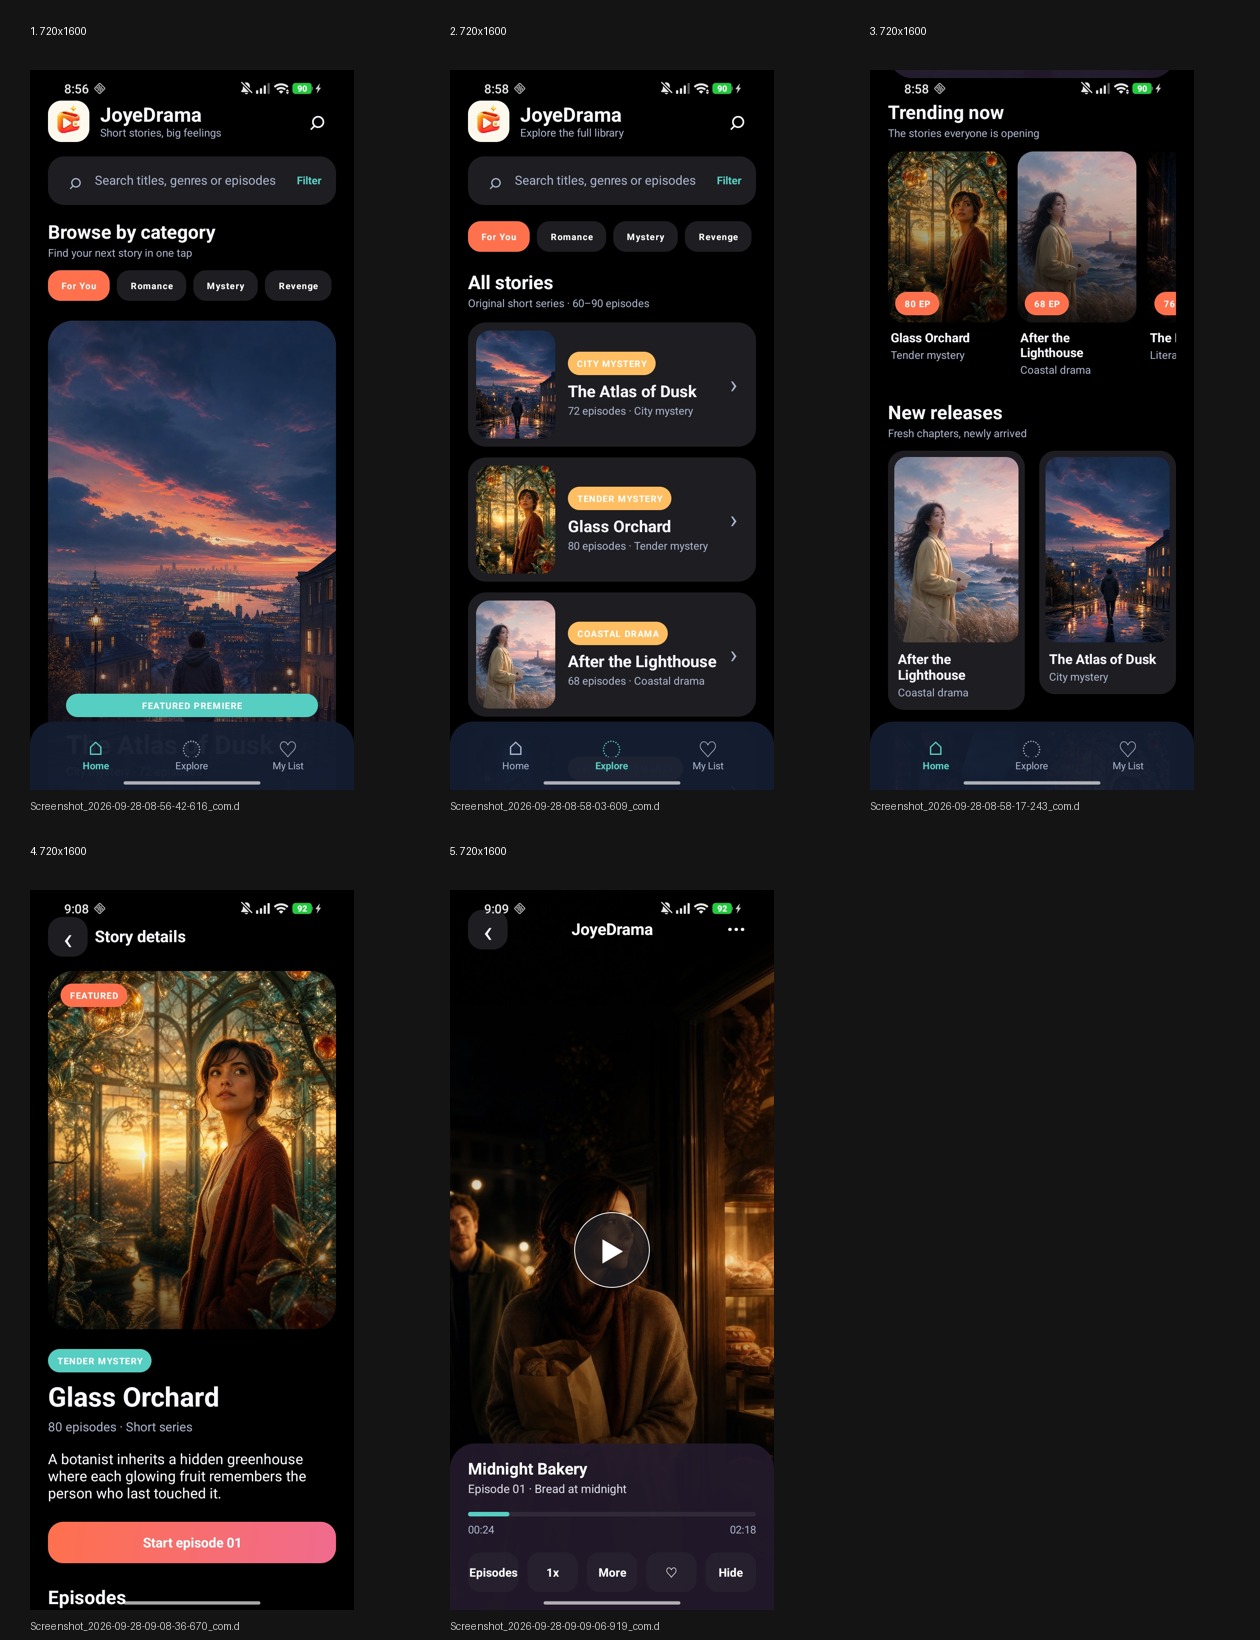 1. 720x1600
8:56
90
JoyeDrama
Short stories, big feelings
Search titles, genres or episodes
Filter
Browse by category
Find your next story in one tap
For You
Romance
Mystery
Revenge
FEATURED PREMIERE
The Atlas of Dusk
Home
Explore
My List
Screenshot_2026-09-28-08-56-42-616_com.d
2. 720x1600
8:58
90
JoyeDrama
Explore the full library
Search titles, genres or episodes
Filter
For You
Romance
Mystery
Revenge
All stories
Original short series · 60–90 episodes
CITY MYSTERY
The Atlas of Dusk
72 episodes · City mystery
TENDER MYSTERY
Glass Orchard
80 episodes · Tender mystery
COASTAL DRAMA
After the Lighthouse
68 episodes · Coastal drama
Home
Explore
My List
Screenshot_2026-09-28-08-58-03-609_com.d
3. 720x1600
8:58
90
Trending now
The stories everyone is opening
80 EP
68 EP
76
Glass Orchard
Tender mystery
After the
Lighthouse
Coastal drama
The
Litera
New releases
Fresh chapters, newly arrived
After the
Lighthouse
Coastal drama
The Atlas of Dusk
City mystery
Home
Explore
My List
Screenshot_2026-09-28-08-58-17-243_com.d
4. 720x1600
9:08
92
Story details
FEATURED
TENDER MYSTERY
Glass Orchard
80 episodes · Short series
A botanist inherits a hidden greenhouse
where each glowing fruit remembers the
person who last touched it.
Start episode 01
Episodes
Screenshot_2026-09-28-09-08-36-670_com.d
5. 720x1600
9:09
92
JoyeDrama
Midnight Bakery
Episode 01 · Bread at midnight
00:24
02:18
Episodes
1x
More
Hide
Screenshot_2026-09-28-09-09-06-919_com.d